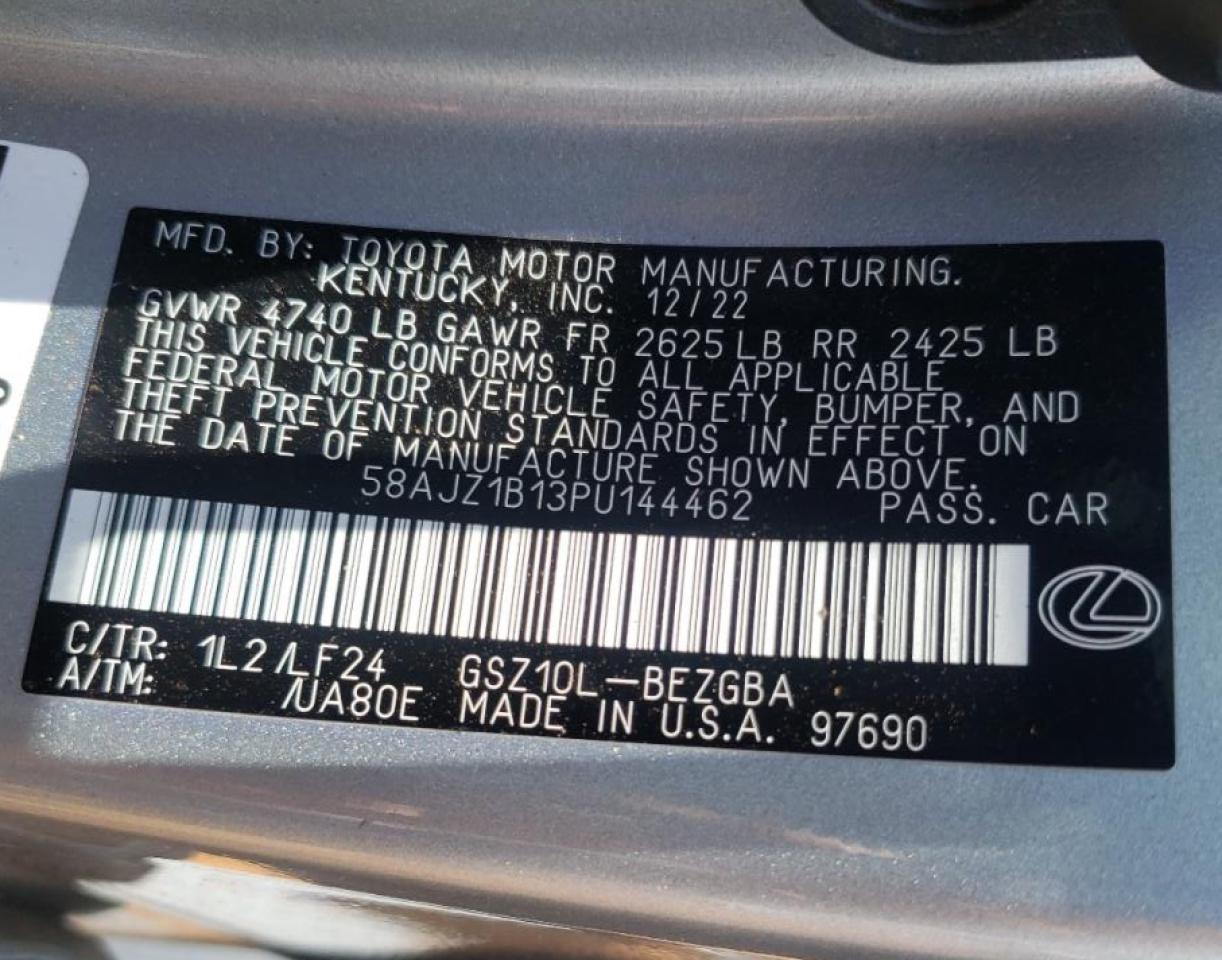 MFD. BY: TOYOTA MOTOR MANUFACTURING.
KENTUCKY, INC. 12/22
GVWR 4740 LB GAWR FR 2625 LB RR 2425 LB
THIS VEHICLE CONFORMS TO ALL APPLICABLE
FEDERAL MOTOR VEHICLE SAFETY, BUMPER, AND
THEFT PREVENTION STANDARDS IN EFFECT ON
THE DATE OF MANUFACTURE SHOWN ABOVE.
58AJZ1B13PU144462 PASS. CAR
C/TR: 1L2/LF24 GSZ10L-BEZGBA
A/TM: /UA80E MADE IN U.S.A. 97690